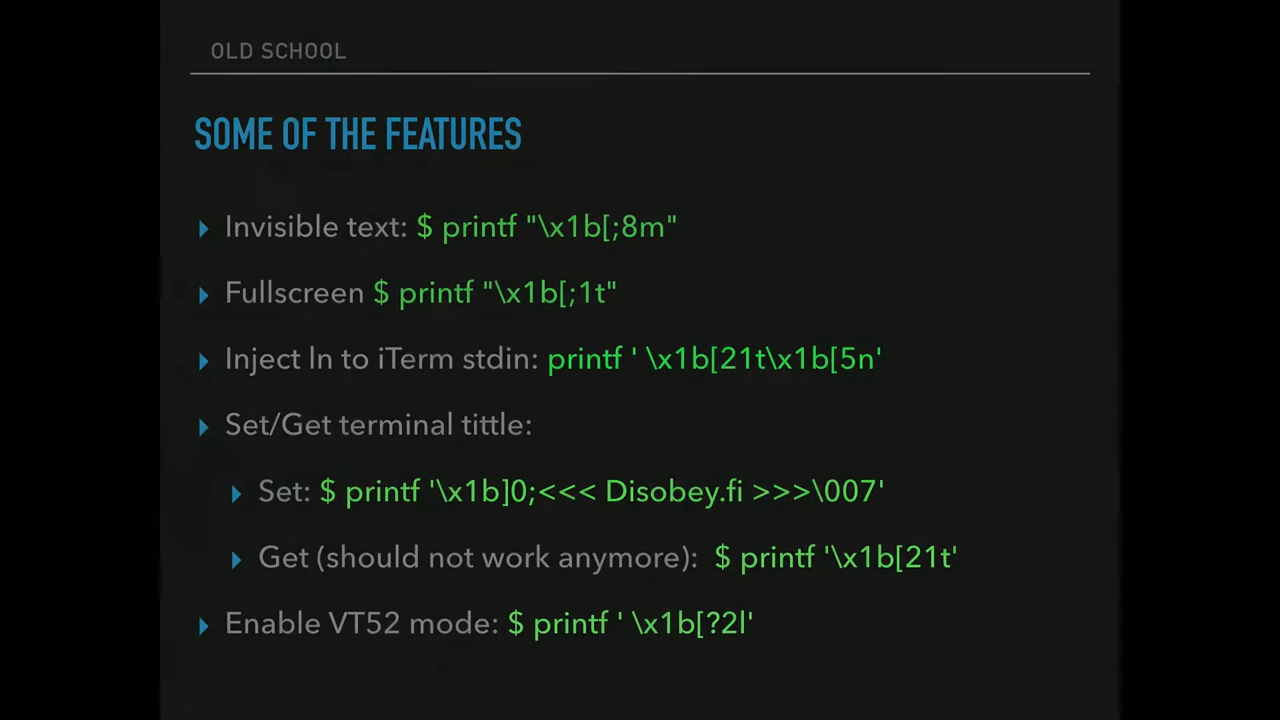 OLD SCHOOL
SOME OF THE FEATURES
Invisible text: $ printf "\x1b[;8m"
Fullscreen $ printf "\x1b[;1t"
Inject ln to iTerm stdin: printf ' \x1b[21t\x1b[5n'
Set/Get terminal tittle:
Set: $ printf '\x1b]0;<<< Disobey.fi >>>\007'
Get (should not work anymore): $ printf '\x1b[21t'
Enable VT52 mode: $ printf ' \x1b[?2l'